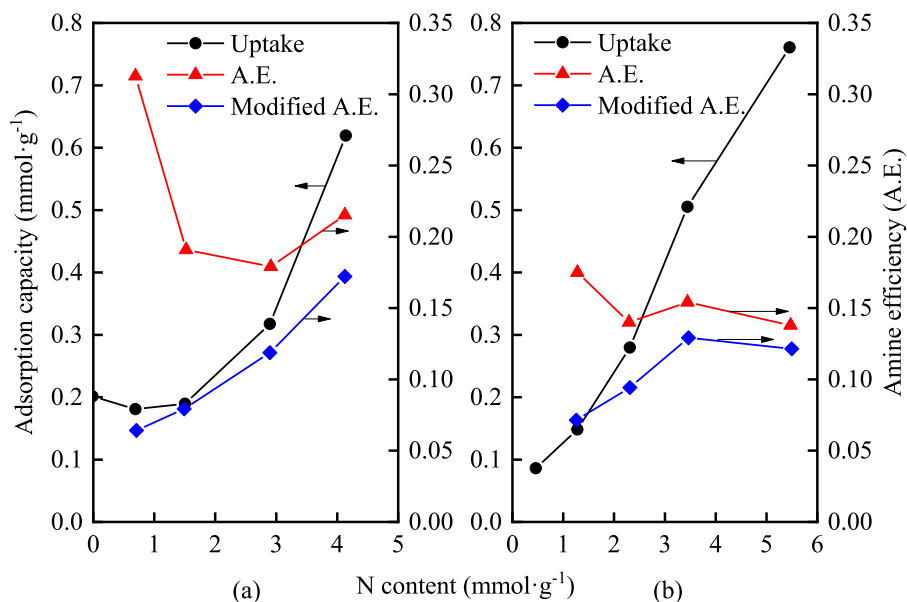 Uptake
A.E.
Modified A.E.
Adsorption capacity (mmol·g⁻¹)
0.8
0.7
0.6
0.5
0.4
0.3
0.2
0.1
0.0
0 1 2 3 4 5
0.35
0.30
0.25
0.20
0.15
0.10
0.05
0.00
(a)
Uptake
A.E.
Modified A.E.
0.8
0.7
0.6
0.5
0.4
0.3
0.2
0.1
0.0
0 1 2 3 4 5 6
0.35
0.30
0.25
0.20
0.15
0.10
0.05
0.00
Amine efficiency (A.E.)
N content (mmol·g⁻¹)
(b)